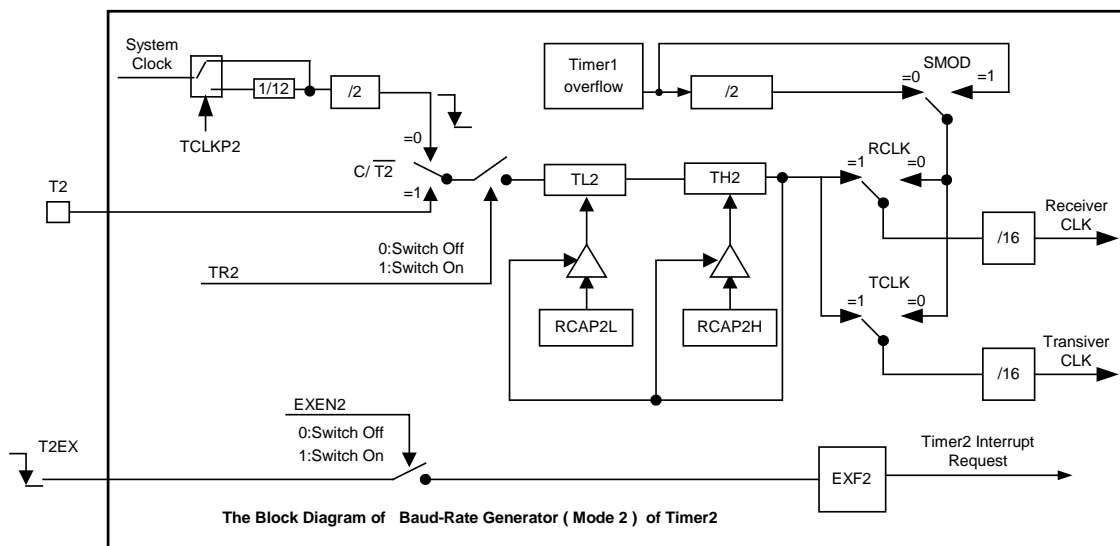 System
Clock
1/12
/2
TCLKP2
Timer1
overflow
/2
SMOD
=0
=1
=0
C/T2
=1
T2
TL2
TH2
RCLK
=1
=0
0:Switch Off
1:Switch On
TR2
RCAP2L
RCAP2H
/16
Receiver
CLK
TCLK
=1
=0
/16
Transiver
CLK
EXEN2
0:Switch Off
1:Switch On
T2EX
EXF2
Timer2 Interrupt
Request
The Block Diagram of Baud-Rate Generator ( Mode 2 ) of Timer2